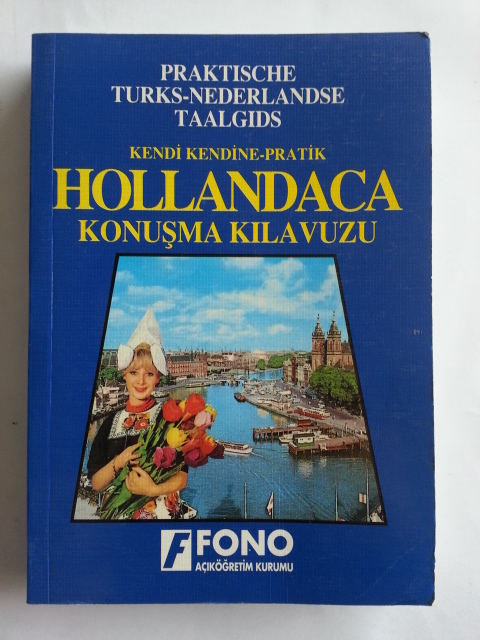 PRAKTISCHE
TURKS-NEDERLANDSE
TAALGIDS
KENDİ KENDİNE-PRATİK
HOLLANDACA
KONUŞMA KILAVUZU
FONO
AÇIKÖĞRETİM KURUMU